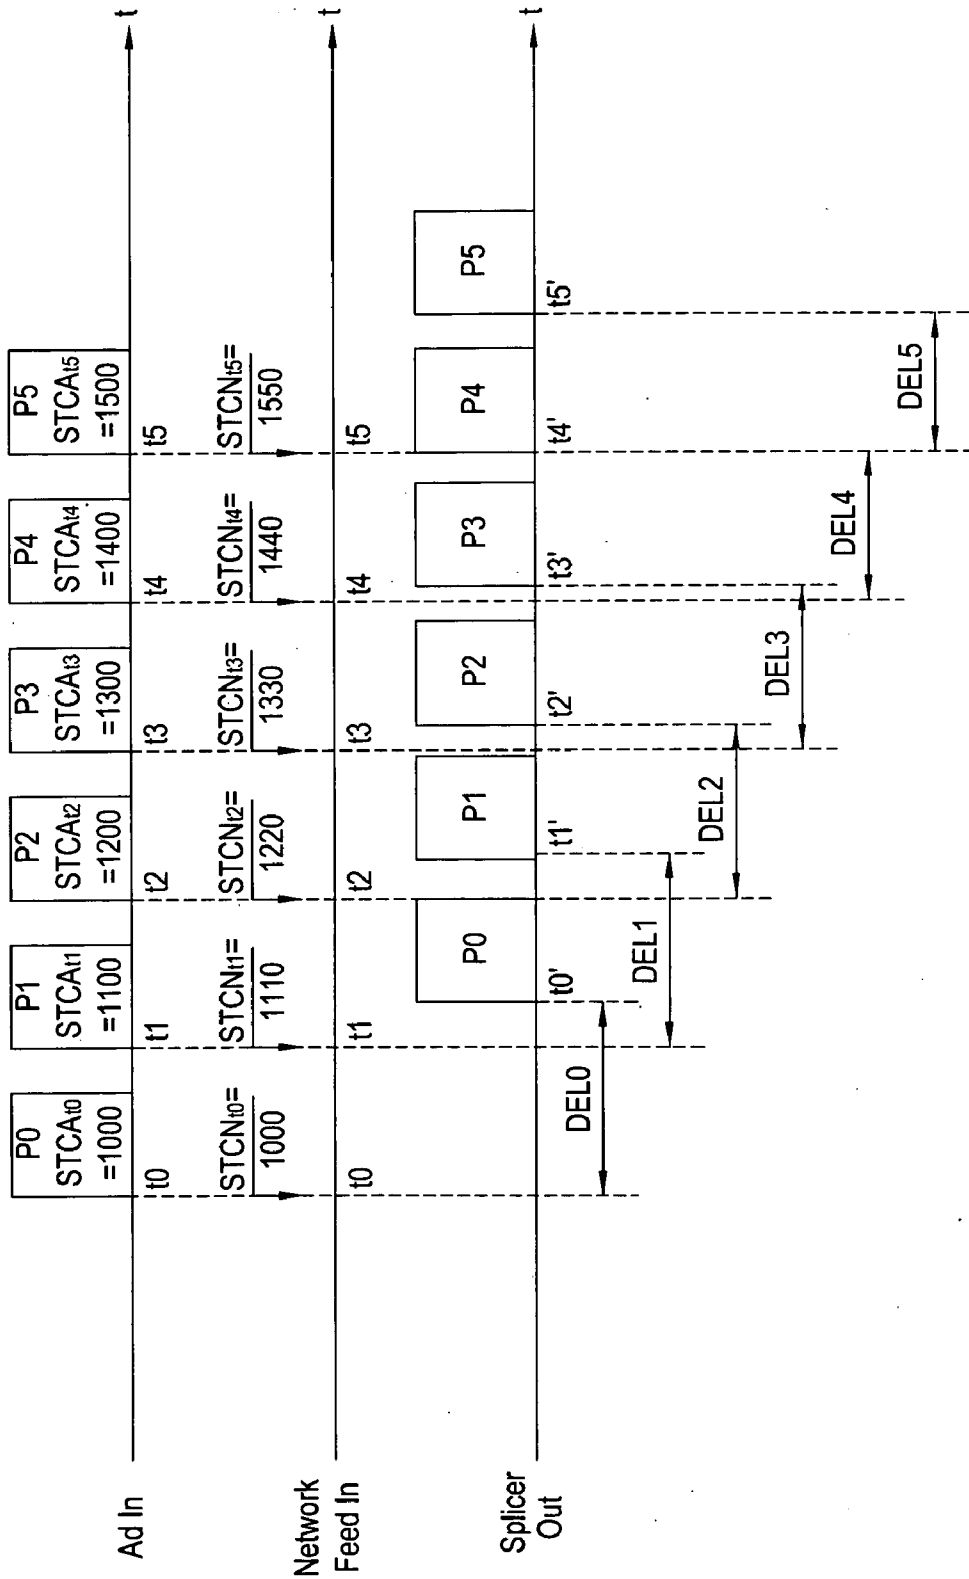 Ad In
P0
STCAt0
=1000
P1
STCAt1
=1100
P2
STCAt2
=1200
P3
STCAt3
=1300
P4
STCAt4
=1400
P5
STCAt5
=1500
t0
t1
t2
t3
t4
t5
t
STCNt0=
1000
STCNt1=
1110
STCNt2=
1220
STCNt3=
1330
STCNt4=
1440
STCNt5=
1550
Network
Feed In
t0
t1
t2
t3
t4
t5
t
Splicer
Out
P0
P1
P2
P3
P4
P5
t0'
t1'
t2'
t3'
t4'
t5'
t
DEL0
DEL1
DEL2
DEL3
DEL4
DEL5